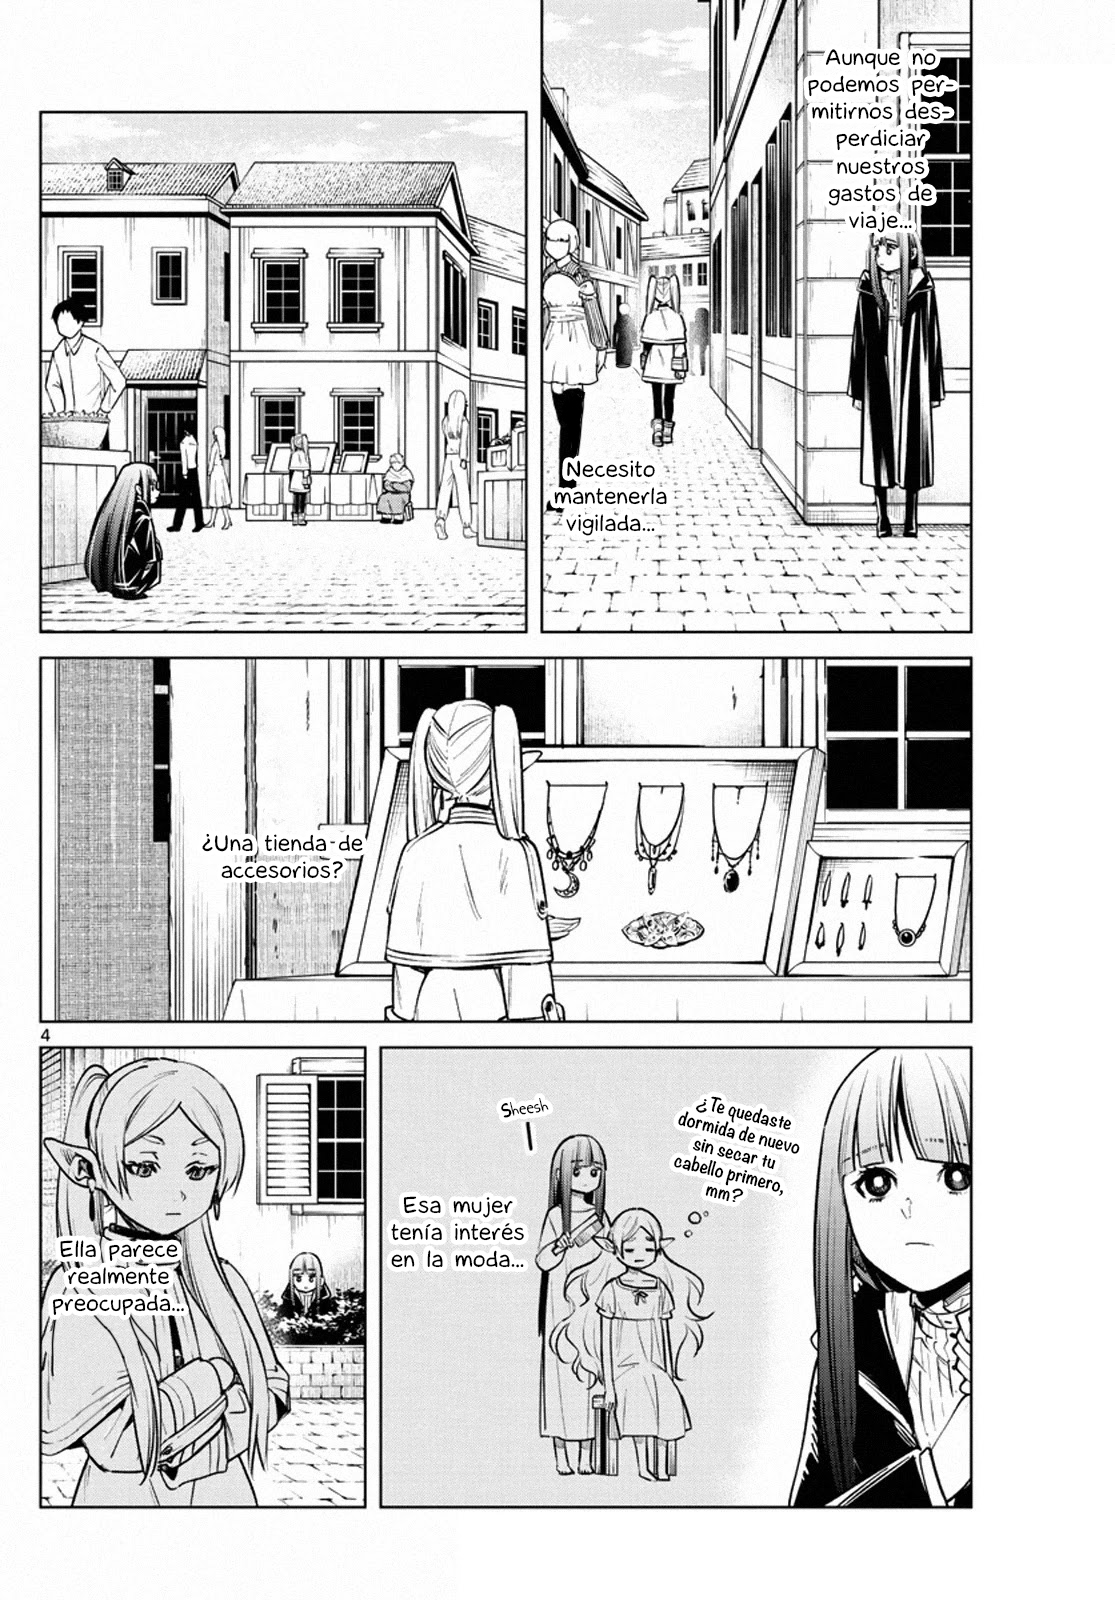 Aunque no
podemos per-
mitirnos des-
perdiciar
nuestros
gastos de
viaje...
Necesito
mantenerla
vigilada...
¿Una tienda de
accesorios?
4
¿Te quedaste
dormida de nuevo
sin secar tu
cabello primero,
mm?
Sheesh
Esa mujer
tenía interés
en la moda...
Ella parece
realmente
preocupada...